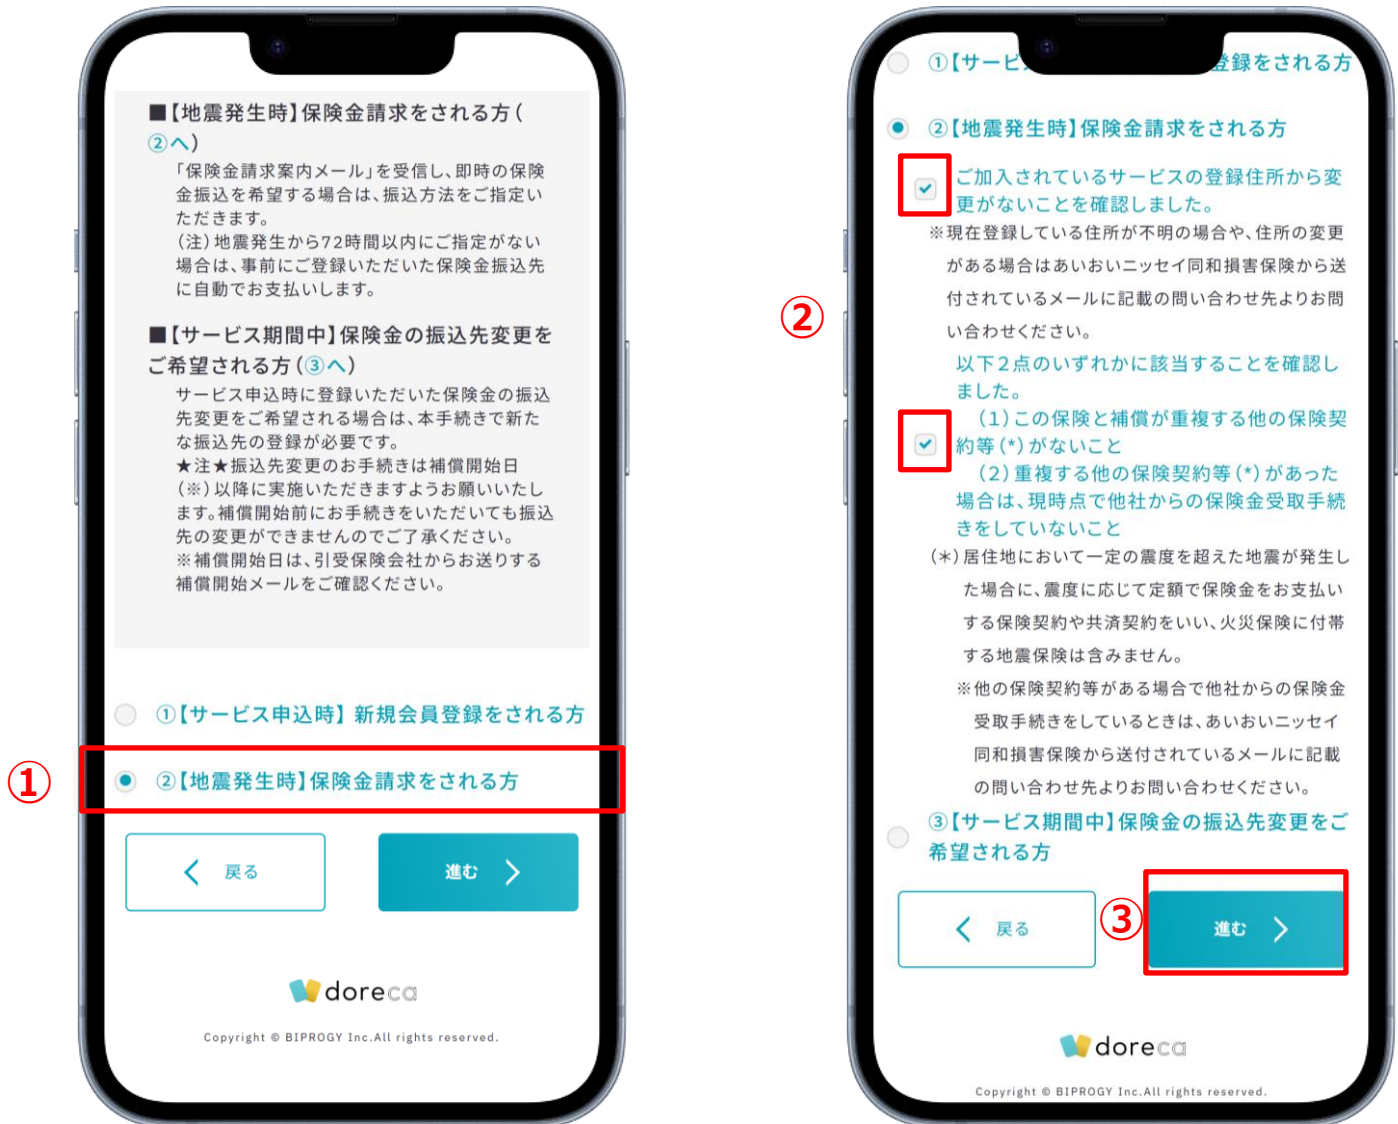 ■【地震発生時】保険金請求をされる方(
②へ)
「保険金請求案内メール」を受信し、即時の保険
金振込を希望する場合は、振込方法をご指定い
ただきます。
(注)地震発生から72時間以内にご指定がない
場合は、事前にご登録いただいた保険金振込先
に自動でお支払いします。
■【サービス期間中】保険金の振込先変更を
ご希望される方(③へ)
サービス申込時に登録いただいた保険金の振込
先変更をご希望される場合は、本手続きで新た
な振込先の登録が必要です。
★注★振込先変更のお手続きは補償開始日
(※)以降に実施いただきますようお願いいたし
ます。補償開始前にお手続きをいただいても振込
先の変更ができませんのでご了承ください。
※補償開始日は、引受保険会社からお送りする
補償開始メールをご確認ください。
①【サービス申込時】新規会員登録をされる方
①
②【地震発生時】保険金請求をされる方
戻る
進む
doreca
Copyright © BIPROGY Inc.All rights reserved.
①【サービ
登録をされる方
②【地震発生時】保険金請求をされる方
ご加入されているサービスの登録住所から変
更がないことを確認しました。
※現在登録している住所が不明の場合や、住所の変更
がある場合はあいおいニッセイ同和損害保険から送
付されているメールに記載の問い合わせ先よりお問
い合わせください。
②
以下2点のいずれかに該当することを確認し
ました。
(1)この保険と補償が重複する他の保険契
約等(*)がないこと
(2)重複する他の保険契約等(*)があった
場合は、現時点で他社からの保険金受取手続
きをしていないこと
(*)居住地において一定の震度を超えた地震が発生し
た場合に、震度に応じて定額で保険金をお支払い
する保険契約や共済契約をいい、火災保険に付帯
する地震保険は含みません。
※他の保険契約等がある場合で他社からの保険金
受取手続きをしているときは、あいおいニッセイ
同和損害保険から送付されているメールに記載
の問い合わせ先よりお問い合わせください。
③【サービス期間中】保険金の振込先変更をご
希望される方
戻る
③
進む
doreca
Copyright © BIPROGY Inc.All rights reserved.